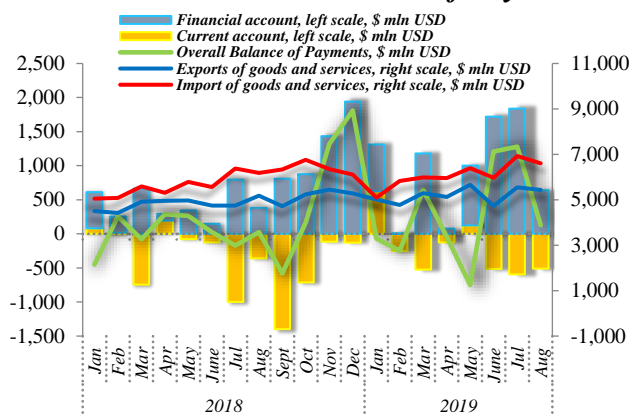 Financial account, left scale, $ mln USD
Current account, left scale, $ mln USD
Overall Balance of Payments, $ mln USD
Exports of goods and services, right scale, $ mln USD
Import of goods and services, right scale, $ mln USD
2,500 11,000
2,000 9,000
1,500
1,000 7,000
500 5,000
0 3,000
-500
-1,000 1,000
-1,500 -1,000
Jan Feb Mar Apr May June Jul Aug Sept Oct Nov Dec Jan Feb Mar Apr May June Jul Aug
2018 2019